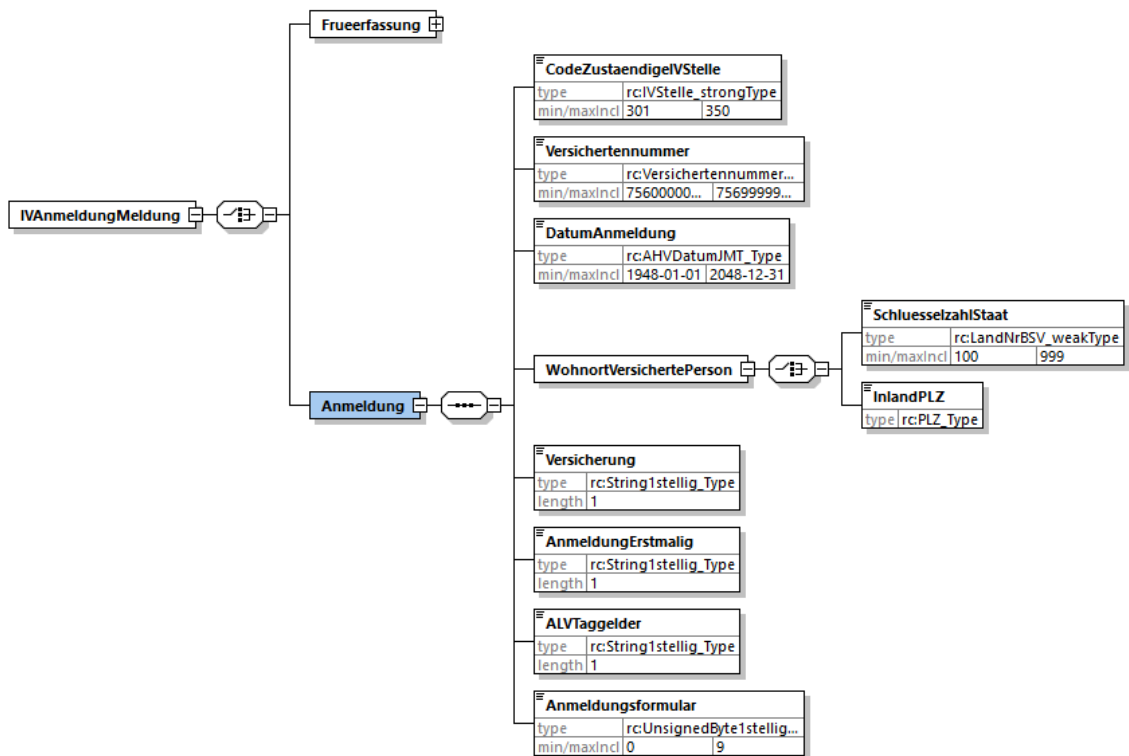 Frueerfassung
CodeZustaendigeIVStelle
type rc:IVStelle_strongType
min/maxIncl 301 350
Versichertennummer
type rc:Versichertennummer...
min/maxIncl 75600000... 75699999...
IVAnmeldungMeldung
DatumAnmeldung
type rc:AHVDatumJMT_Type
min/maxIncl 1948-01-01 2048-12-31
SchluesselzahlStaat
type rc:LandNrBSV_weakType
min/maxIncl 100 999
WohnortVersichertePerson
InlandPLZ
type rc:PLZ_Type
Anmeldung
Versicherung
type rc:String1stellig_Type
length 1
AnmeldungErstmalig
type rc:String1stellig_Type
length 1
ALVTaggelder
type rc:String1stellig_Type
length 1
Anmeldungsformular
type rc:UnsignedByte1stellig...
min/maxIncl 0 9